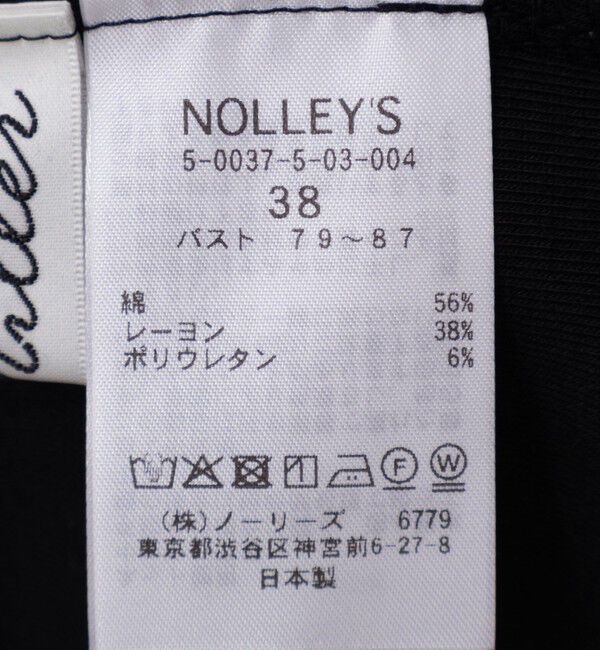 NOLLEY'S
5-0037-5-03-004
38
バスト 79～87
綿 56%
レーヨン 38%
ポリウレタン 6%
F W
(株)ノーリーズ 6779
東京都渋谷区神宮前6-27-8
日本製